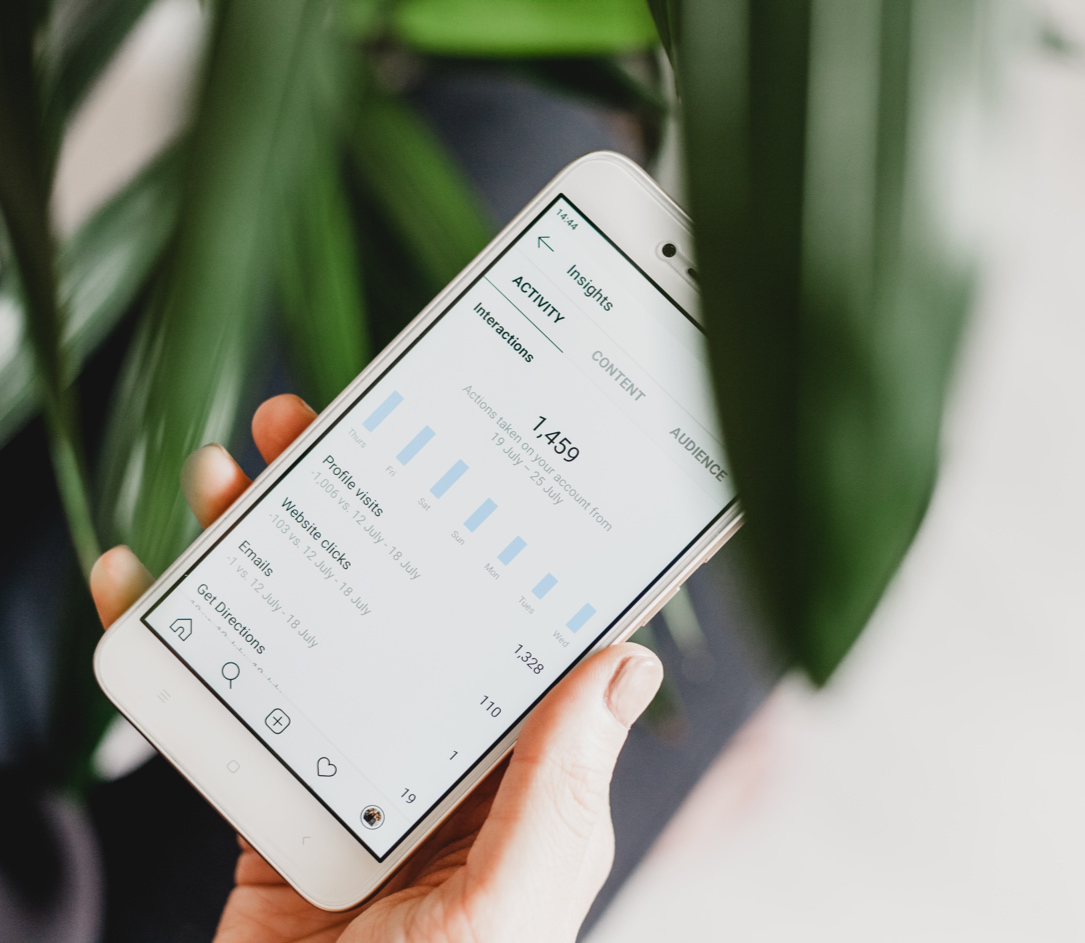 14:44
Insights
ACTIVITY
CONTENT
AUDIENCE
Interactions
1,459
Actions taken on your account from
19 July – 25 July
Thurs
Fri
Sat
Sun
Mon
Tues
Wed
Profile visits
-1,006 vs. 12 July - 18 July
1,328
Website clicks
-103 vs. 12 July - 18 July
110
Emails
-1 vs. 12 July - 18 July
1
Get Directions
19